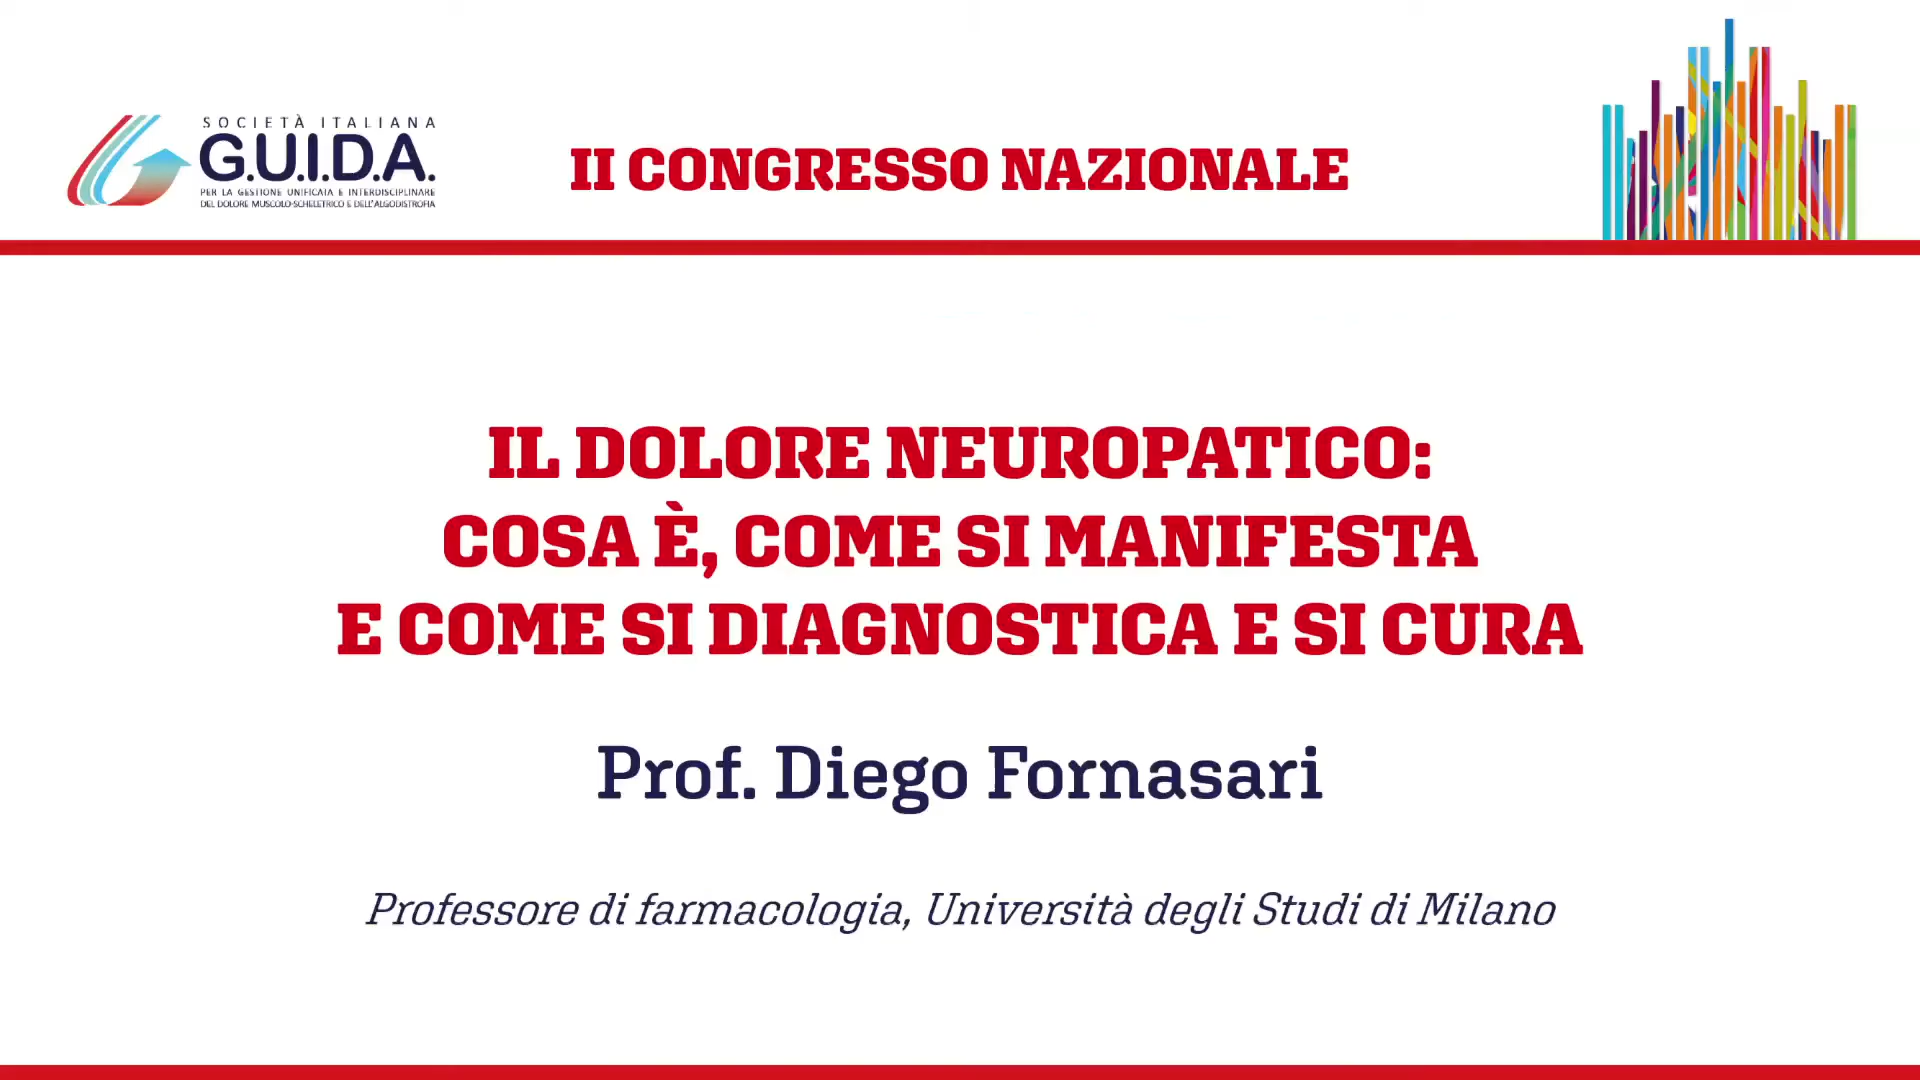 SOCIETÀ ITALIANA
G.U.I.D.A.
PER LA GESTIONE UNIFICATA E INTERDISCIPLINARE
DEL DOLORE MUSCOLO-SCHELETRICO E DELL'ALGODISTROFIA
II CONGRESSO NAZIONALE
IL DOLORE NEUROPATICO:
COSA È, COME SI MANIFESTA
E COME SI DIAGNOSTICA E SI CURA
Prof. Diego Fornasari
Professore di farmacologia, Università degli Studi di Milano